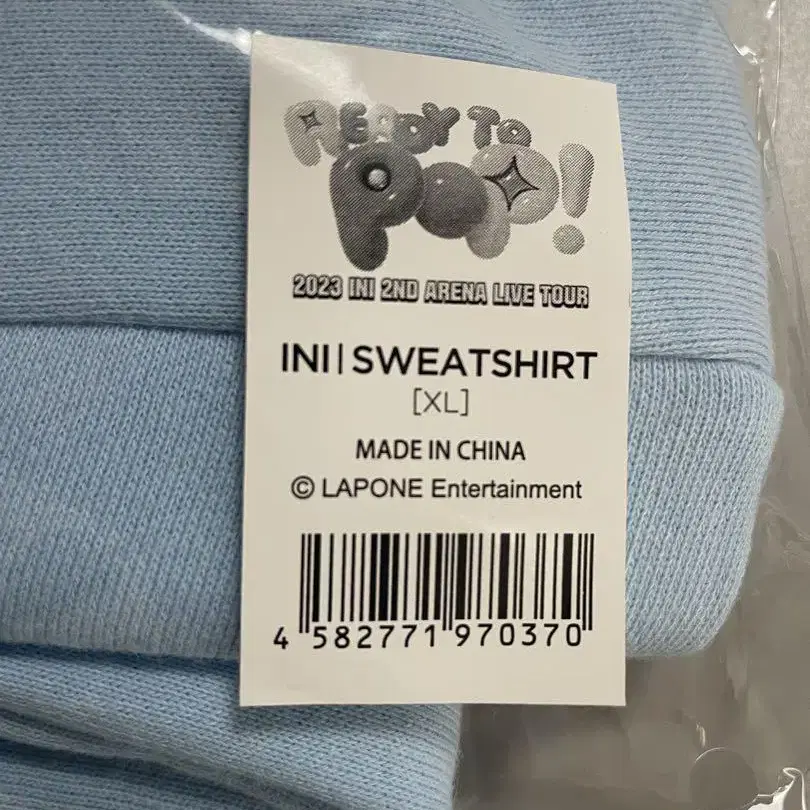 READY TO
POP!
2023 INI 2ND ARENA LIVE TOUR
INI | SWEATSHIRT
[XL]
MADE IN CHINA
© LAPONE Entertainment
4 582771 970370